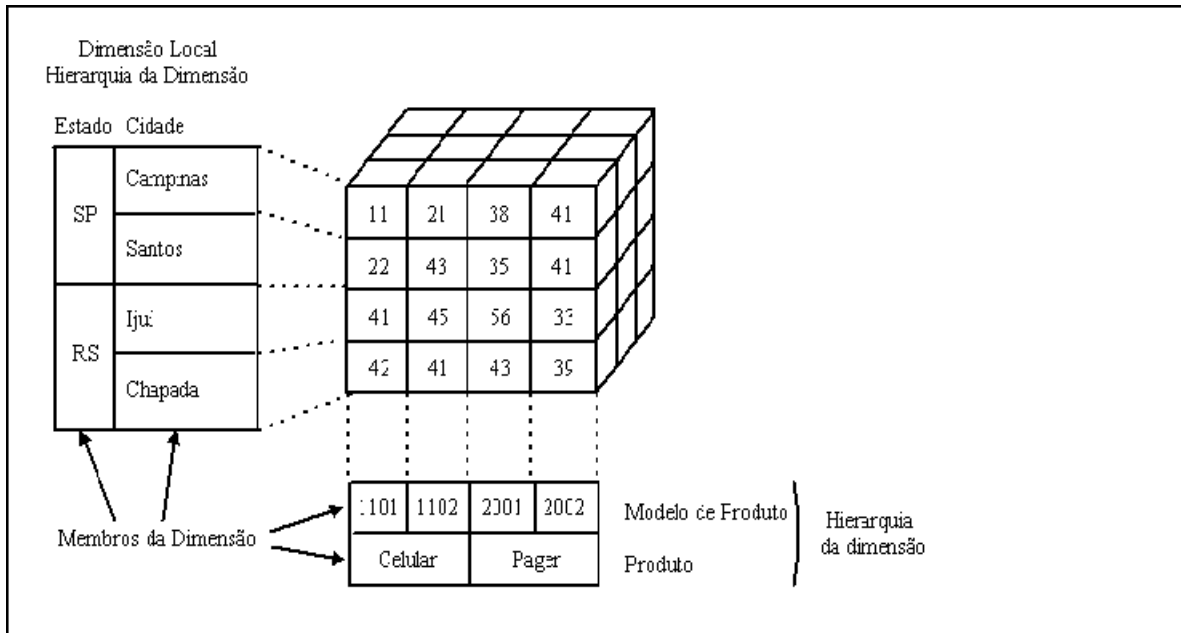 Dimensão Local
Hierarquia da Dimensão
Estado Cidade
SP
Campinas
Santos
RS
Ijuí
Chapada
11 21 38 41
22 43 35 41
41 45 56 33
42 41 43 39
Membros da Dimensão
1101 1102 2001 2002
Modelo de Produto
Celular Pager
Produto
Hierarquia
da dimensão